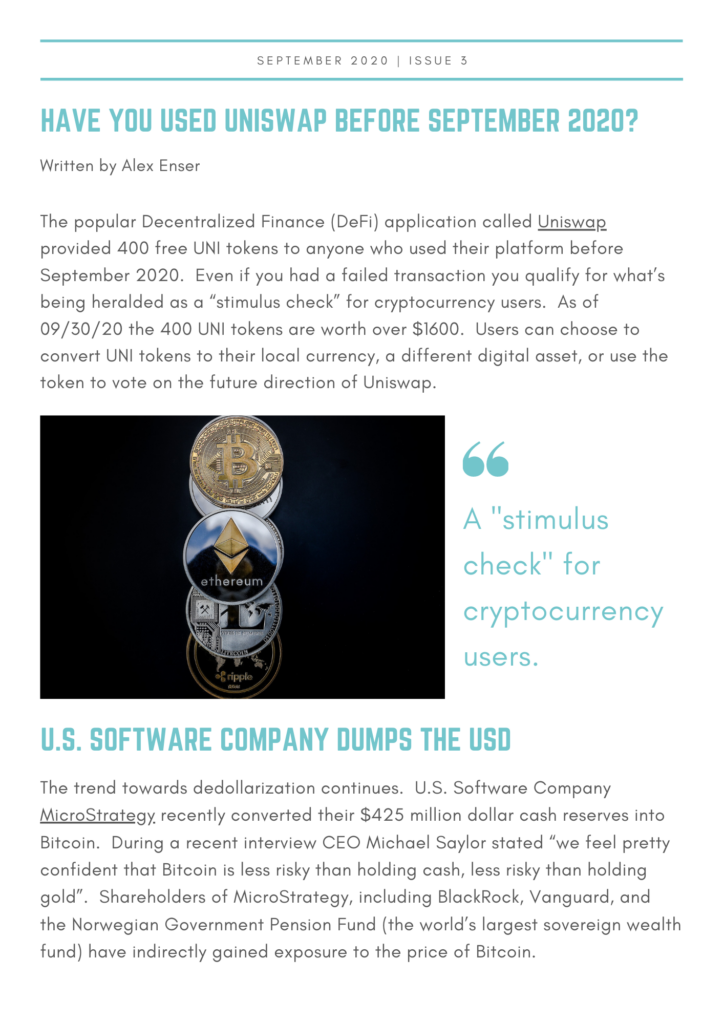 SEPTEMBER 2020 | ISSUE 3
HAVE YOU USED UNISWAP BEFORE SEPTEMBER 2020?
Written by Alex Enser
The popular Decentralized Finance (DeFi) application called Uniswap
provided 400 free UNI tokens to anyone who used their platform before
September 2020.  Even if you had a failed transaction you qualify for what's
being heralded as a “stimulus check” for cryptocurrency users.  As of
09/30/20 the 400 UNI tokens are worth over $1600.  Users can choose to
convert UNI tokens to their local currency, a different digital asset, or use the
token to vote on the future direction of Uniswap.
ethereum
ripple
“
A "stimulus
check" for
cryptocurrency
users.
U.S. SOFTWARE COMPANY DUMPS THE USD
The trend towards dedollarization continues.  U.S. Software Company
MicroStrategy recently converted their $425 million dollar cash reserves into
Bitcoin.  During a recent interview CEO Michael Saylor stated “we feel pretty
confident that Bitcoin is less risky than holding cash, less risky than holding
gold”.  Shareholders of MicroStrategy, including BlackRock, Vanguard, and
the Norwegian Government Pension Fund (the world's largest sovereign wealth
fund) have indirectly gained exposure to the price of Bitcoin.